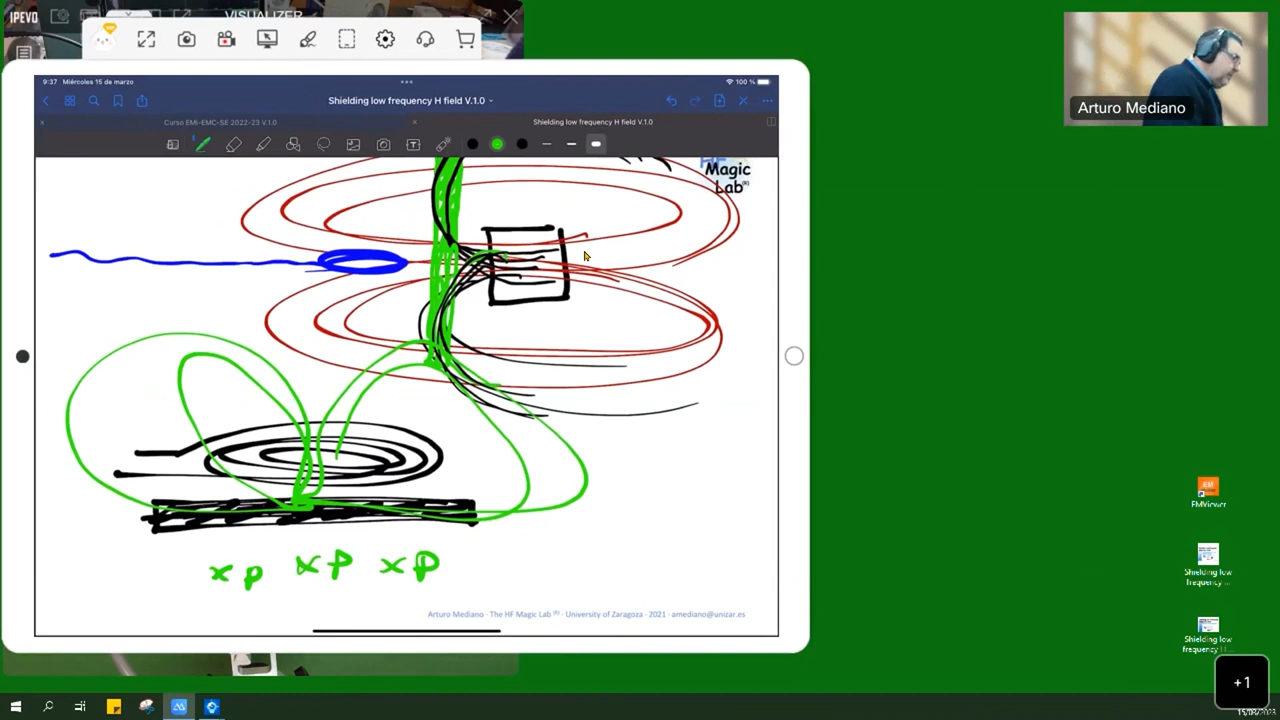 IPEVO
VISUALIZER
9:37 Miércoles 15 de marzo
100 %
Shielding low frequency H field V.1.0
Curso EMI-EMC-SE 2022-23 V.1.0
Shielding low frequency H field V.1.0
HF
Magic
Lab(R)
Arturo Mediano
xp xp xp
Arturo Mediano - The HF Magic Lab (R) - University of Zaragoza - 2021 - amediano@unizar.es
EMViewer
Shielding low
frequency ...
Shielding low
frequency H ...
+1